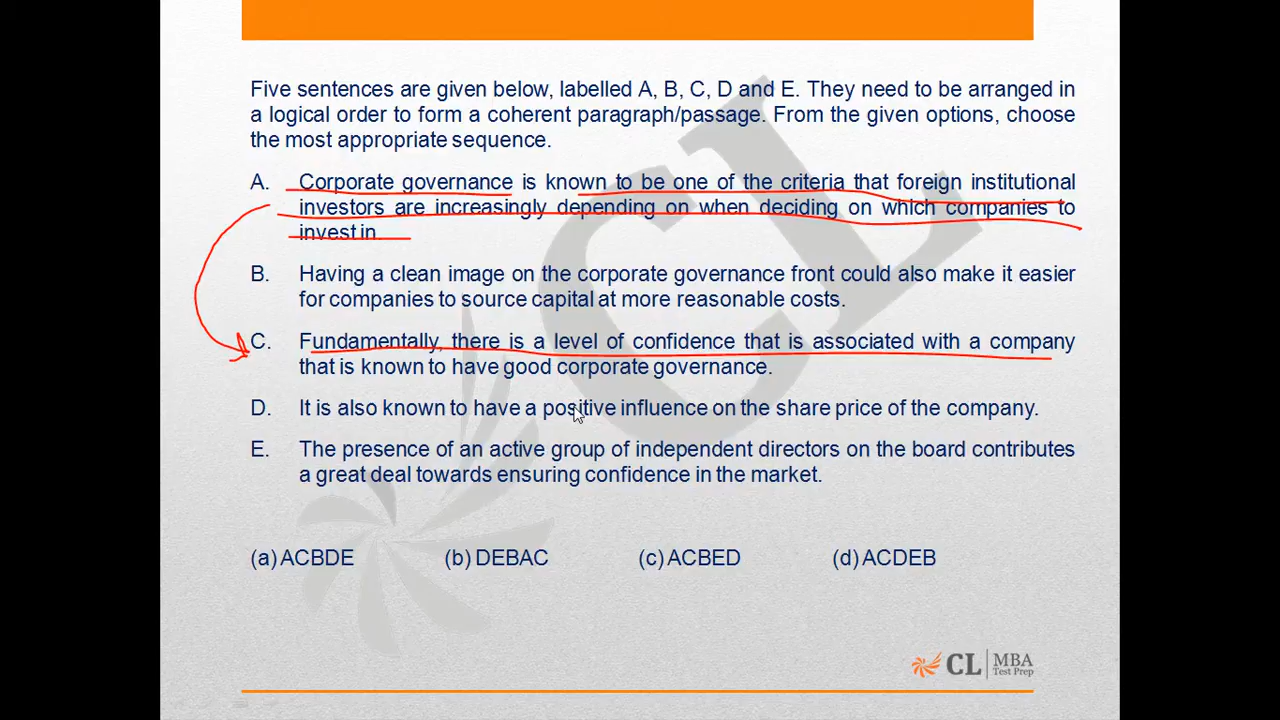 Five sentences are given below, labelled A, B, C, D and E. They need to be arranged in
a logical order to form a coherent paragraph/passage. From the given options, choose
the most appropriate sequence.
A. Corporate governance is known to be one of the criteria that foreign institutional
investors are increasingly depending on when deciding on which companies to
invest in.
B. Having a clean image on the corporate governance front could also make it easier
for companies to source capital at more reasonable costs.
C. Fundamentally, there is a level of confidence that is associated with a company
that is known to have good corporate governance.
D. It is also known to have a positive influence on the share price of the company.
E. The presence of an active group of independent directors on the board contributes
a great deal towards ensuring confidence in the market.
(a) ACBDE (b) DEBAC (c) ACBED (d) ACDEB
CL MBA
Test Prep
CL